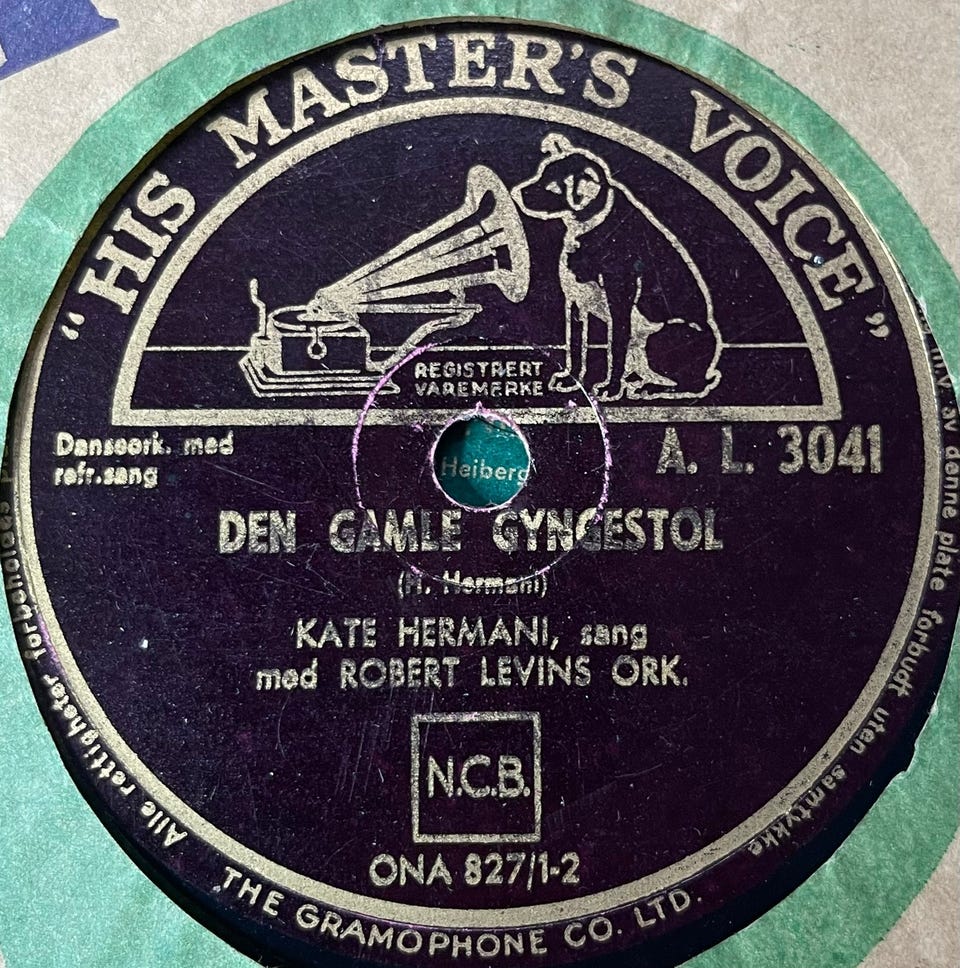 "HIS MASTER'S VOICE"
REGISTRERT
VAREMERKE
Danseork. med
refr.sang
A. L. 3041
Heiberg
DEN GAMLE GYNGESTOL
(H. Hermani)
KATE HERMANI, sang
med ROBERT LEVINS ORK.
N.C.B.
ONA 827/1-2
Alle rettigheter forbeholdes
m.v. av denne plate forbudt uten samtykke
THE GRAMOPHONE CO. LTD.